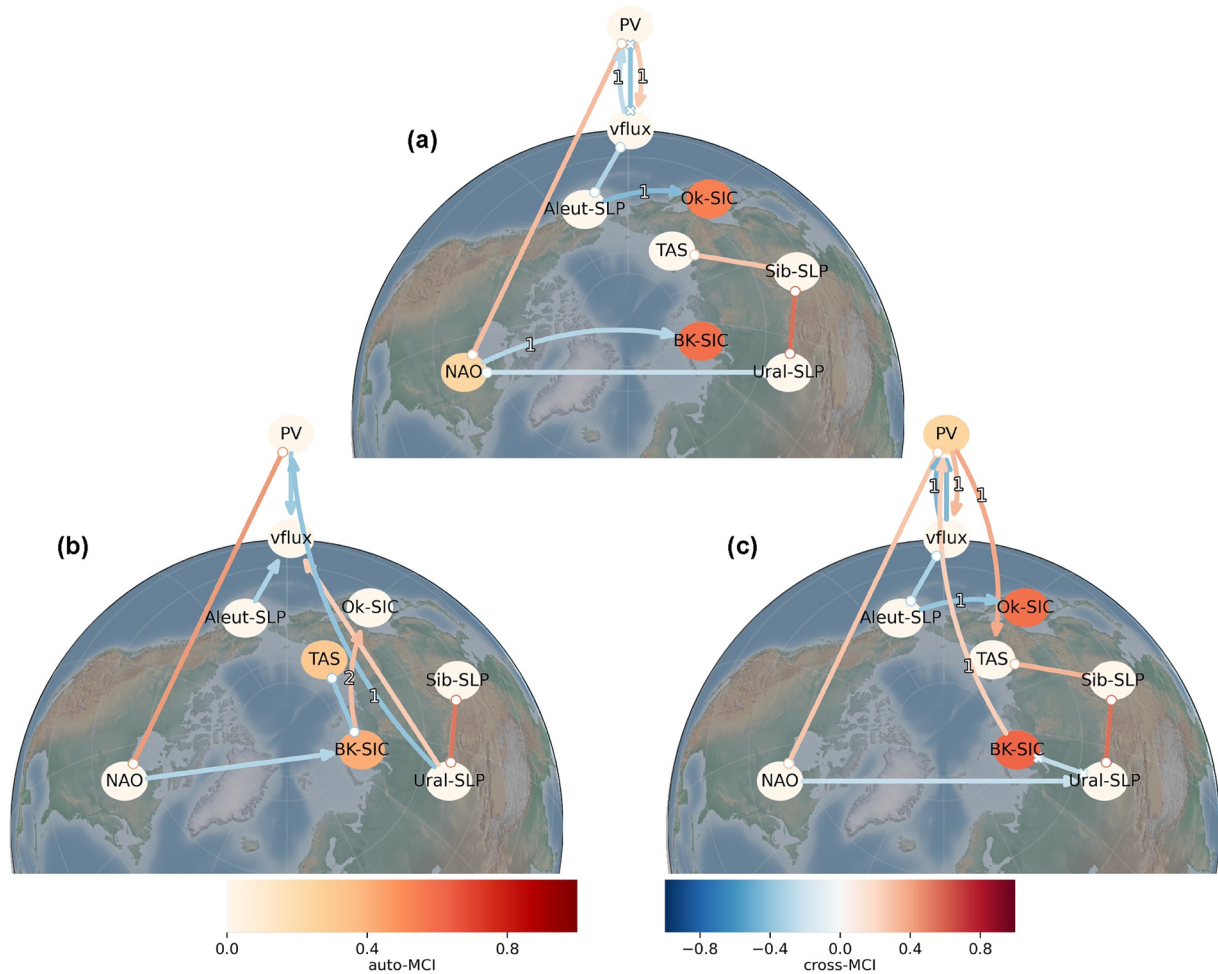 PV
1 1
(a)
vflux
Aleut-SLP
1
Ok-SIC
TAS
Sib-SLP
1
BK-SIC
NAO
Ural-SLP
PV
(b)
vflux
Aleut-SLP
Ok-SIC
TAS
2
Sib-SLP
1
BK-SIC
NAO
Ural-SLP
PV
1 1 1
(c)
vflux
Aleut-SLP
1
Ok-SIC
TAS
1
Sib-SLP
BK-SIC
NAO
Ural-SLP
0.0 0.4 0.8
auto-MCI
−0.8 −0.4 0.0 0.4 0.8
cross-MCI